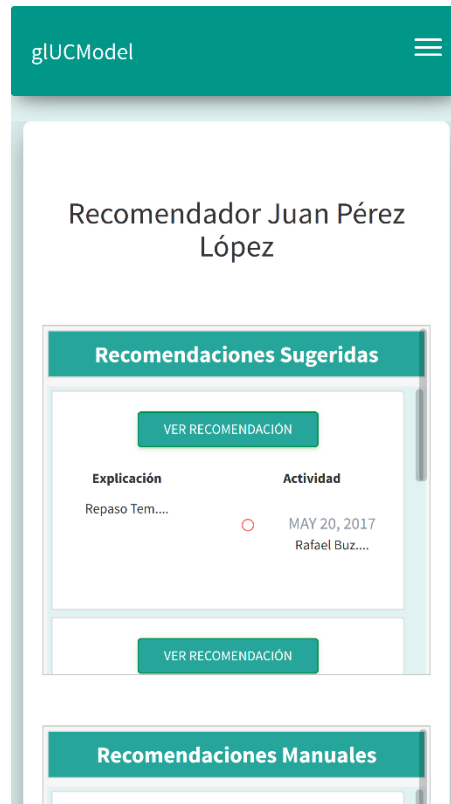 glUCModel
Recomendador Juan Pérez
López
Recomendaciones Sugeridas
VER RECOMENDACIÓN
Explicación Actividad
Repaso Tem....
MAY 20, 2017
Rafael Buz....
VER RECOMENDACIÓN
Recomendaciones Manuales